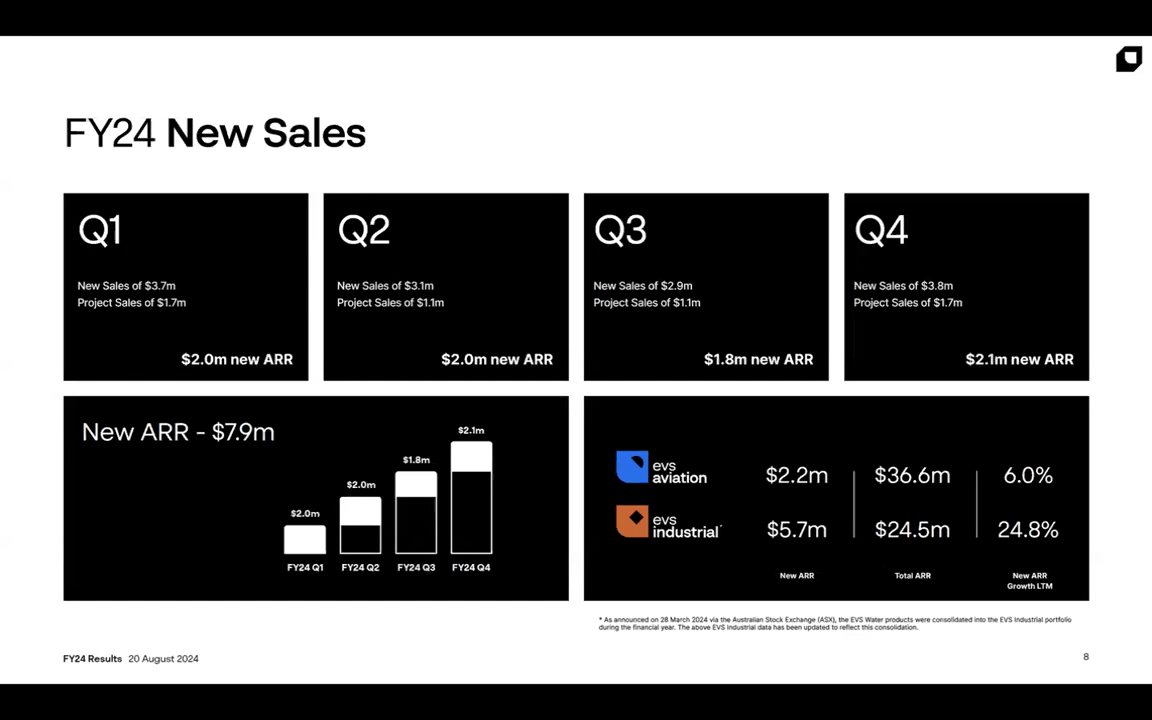 FY24 New Sales
Q1
New Sales of $3.7m
Project Sales of $1.7m
$2.0m new ARR
Q2
New Sales of $3.1m
Project Sales of $1.1m
$2.0m new ARR
Q3
New Sales of $2.9m
Project Sales of $1.1m
$1.8m new ARR
Q4
New Sales of $3.8m
Project Sales of $1.7m
$2.1m new ARR
New ARR - $7.9m
$2.0m
$2.0m
$1.8m
$2.1m
FY24 Q1
FY24 Q2
FY24 Q3
FY24 Q4
evs
aviation
$2.2m
$36.6m
6.0%
evs
industrial*
$5.7m
$24.5m
24.8%
New ARR
Total ARR
New ARR
Growth LTM
* As announced on 28 March 2024 via the Australian Stock Exchange (ASX), the EVS Water products were consolidated into the EVS Industrial portfolio
during the financial year. The above EVS Industrial data has been updated to reflect this consolidation.
FY24 Results 20 August 2024
8